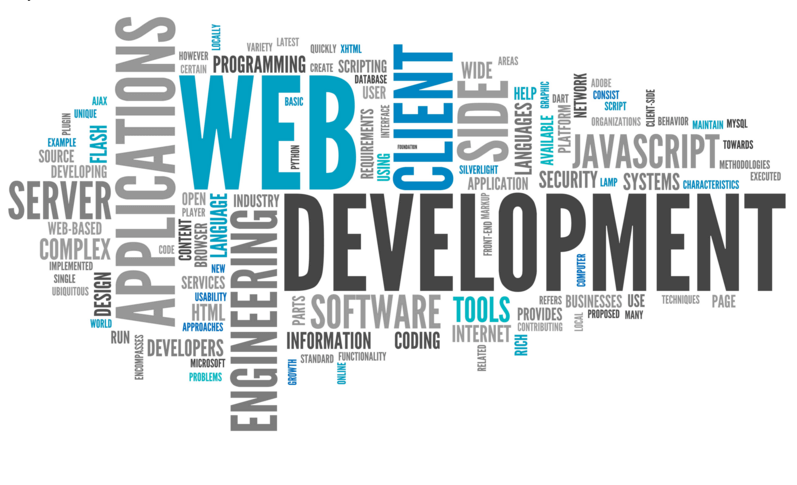 LOCALLY
VARIETY
LATEST
HOWEVER
CERTAIN
PROGRAMMING
QUICKLY
XHTML
CREATE
SCRIPTING
DATABASE
USER
WIDE
AREAS
APPLICATIONS
WEB
BASIC
PYTHON
REQUIREMENTS
USING
INTERFACE
FOUNDATION
CLIENT
SIDE
HELP
LANGUAGES
GRAPHIC
AVAILABLE
DART
PLATFORM
NETWORK
ADOBE
CONSIST
SCRIPT
CLIENT-SIDE
ORGANIZATIONS
BEHAVIOR
MAINTAIN
MYSQL
AJAX
UNIQUE
PLUGIN
FLASH
EXAMPLE
SOURCE
DEVELOPING
JAVASCRIPT
TOWARDS
METHODOLOGIES
EXECUTED
SILVERLIGHT
APPLICATION
SECURITY
LAMP
SYSTEMS
CHARACTERISTICS
SERVER
WEB-BASED
COMPLEX
IMPLEMENTED
SINGLE
UBIQUITOUS
DESIGN
WORLD
CODE
OPEN
PLAYER
CONTENT
BROWSER
LANGUAGE
INDUSTRY
ENGINEERING
DEVELOPMENT
MARKUP
FRONT-END
COMPUTER
NEW
SERVICES
USABILITY
HTML
APPROACHES
PARTS
SOFTWARE
TOOLS
REFERS
BUSINESSES
USE
TECHNIQUES
PAGE
PROVIDES
CONTRIBUTING
LOCAL
PROPOSED
MANY
RUN
ENCOMPASSES
DEVELOPERS
MICROSOFT
PROBLEMS
INFORMATION
CODING
INTERNET
RICH
RELATED
GROWTH
STANDARD
FUNCTIONALITY
ONLINE